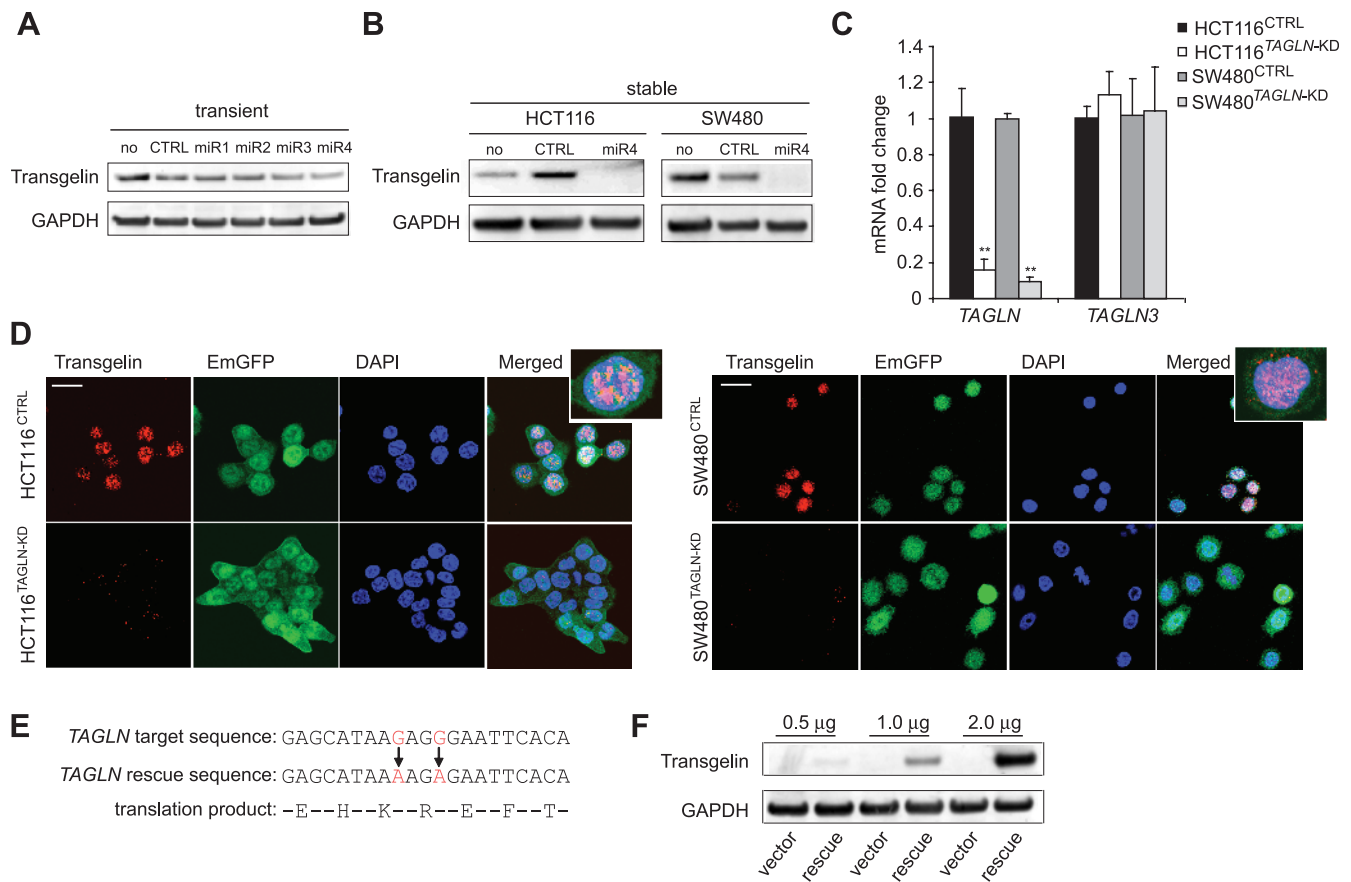 A
transient
no CTRL miR1 miR2 miR3 miR4
Transgelin
GAPDH
B
stable
HCT116 SW480
no CTRL miR4 no CTRL miR4
Transgelin
GAPDH
C
mRNA fold change
1.4
1.2
1
0.8
0.6
0.4
0.2
0
** **
TAGLN TAGLN3
HCT116CTRL
HCT116TAGLN-KD
SW480CTRL
SW480TAGLN-KD
D
Transgelin EmGFP DAPI Merged
HCT116CTRL
HCT116TAGLN-KD
Transgelin EmGFP DAPI Merged
SW480CTRL
SW480TAGLN-KD
E
TAGLN target sequence: GAGCATAAGAGGGAATTCACA
TAGLN rescue sequence: GAGCATAAAAGAGAATTCACA
translation product: –E––H––K––R––E––F––T–
F
0.5 µg 1.0 µg 2.0 µg
Transgelin
GAPDH
vector rescue vector rescue vector rescue